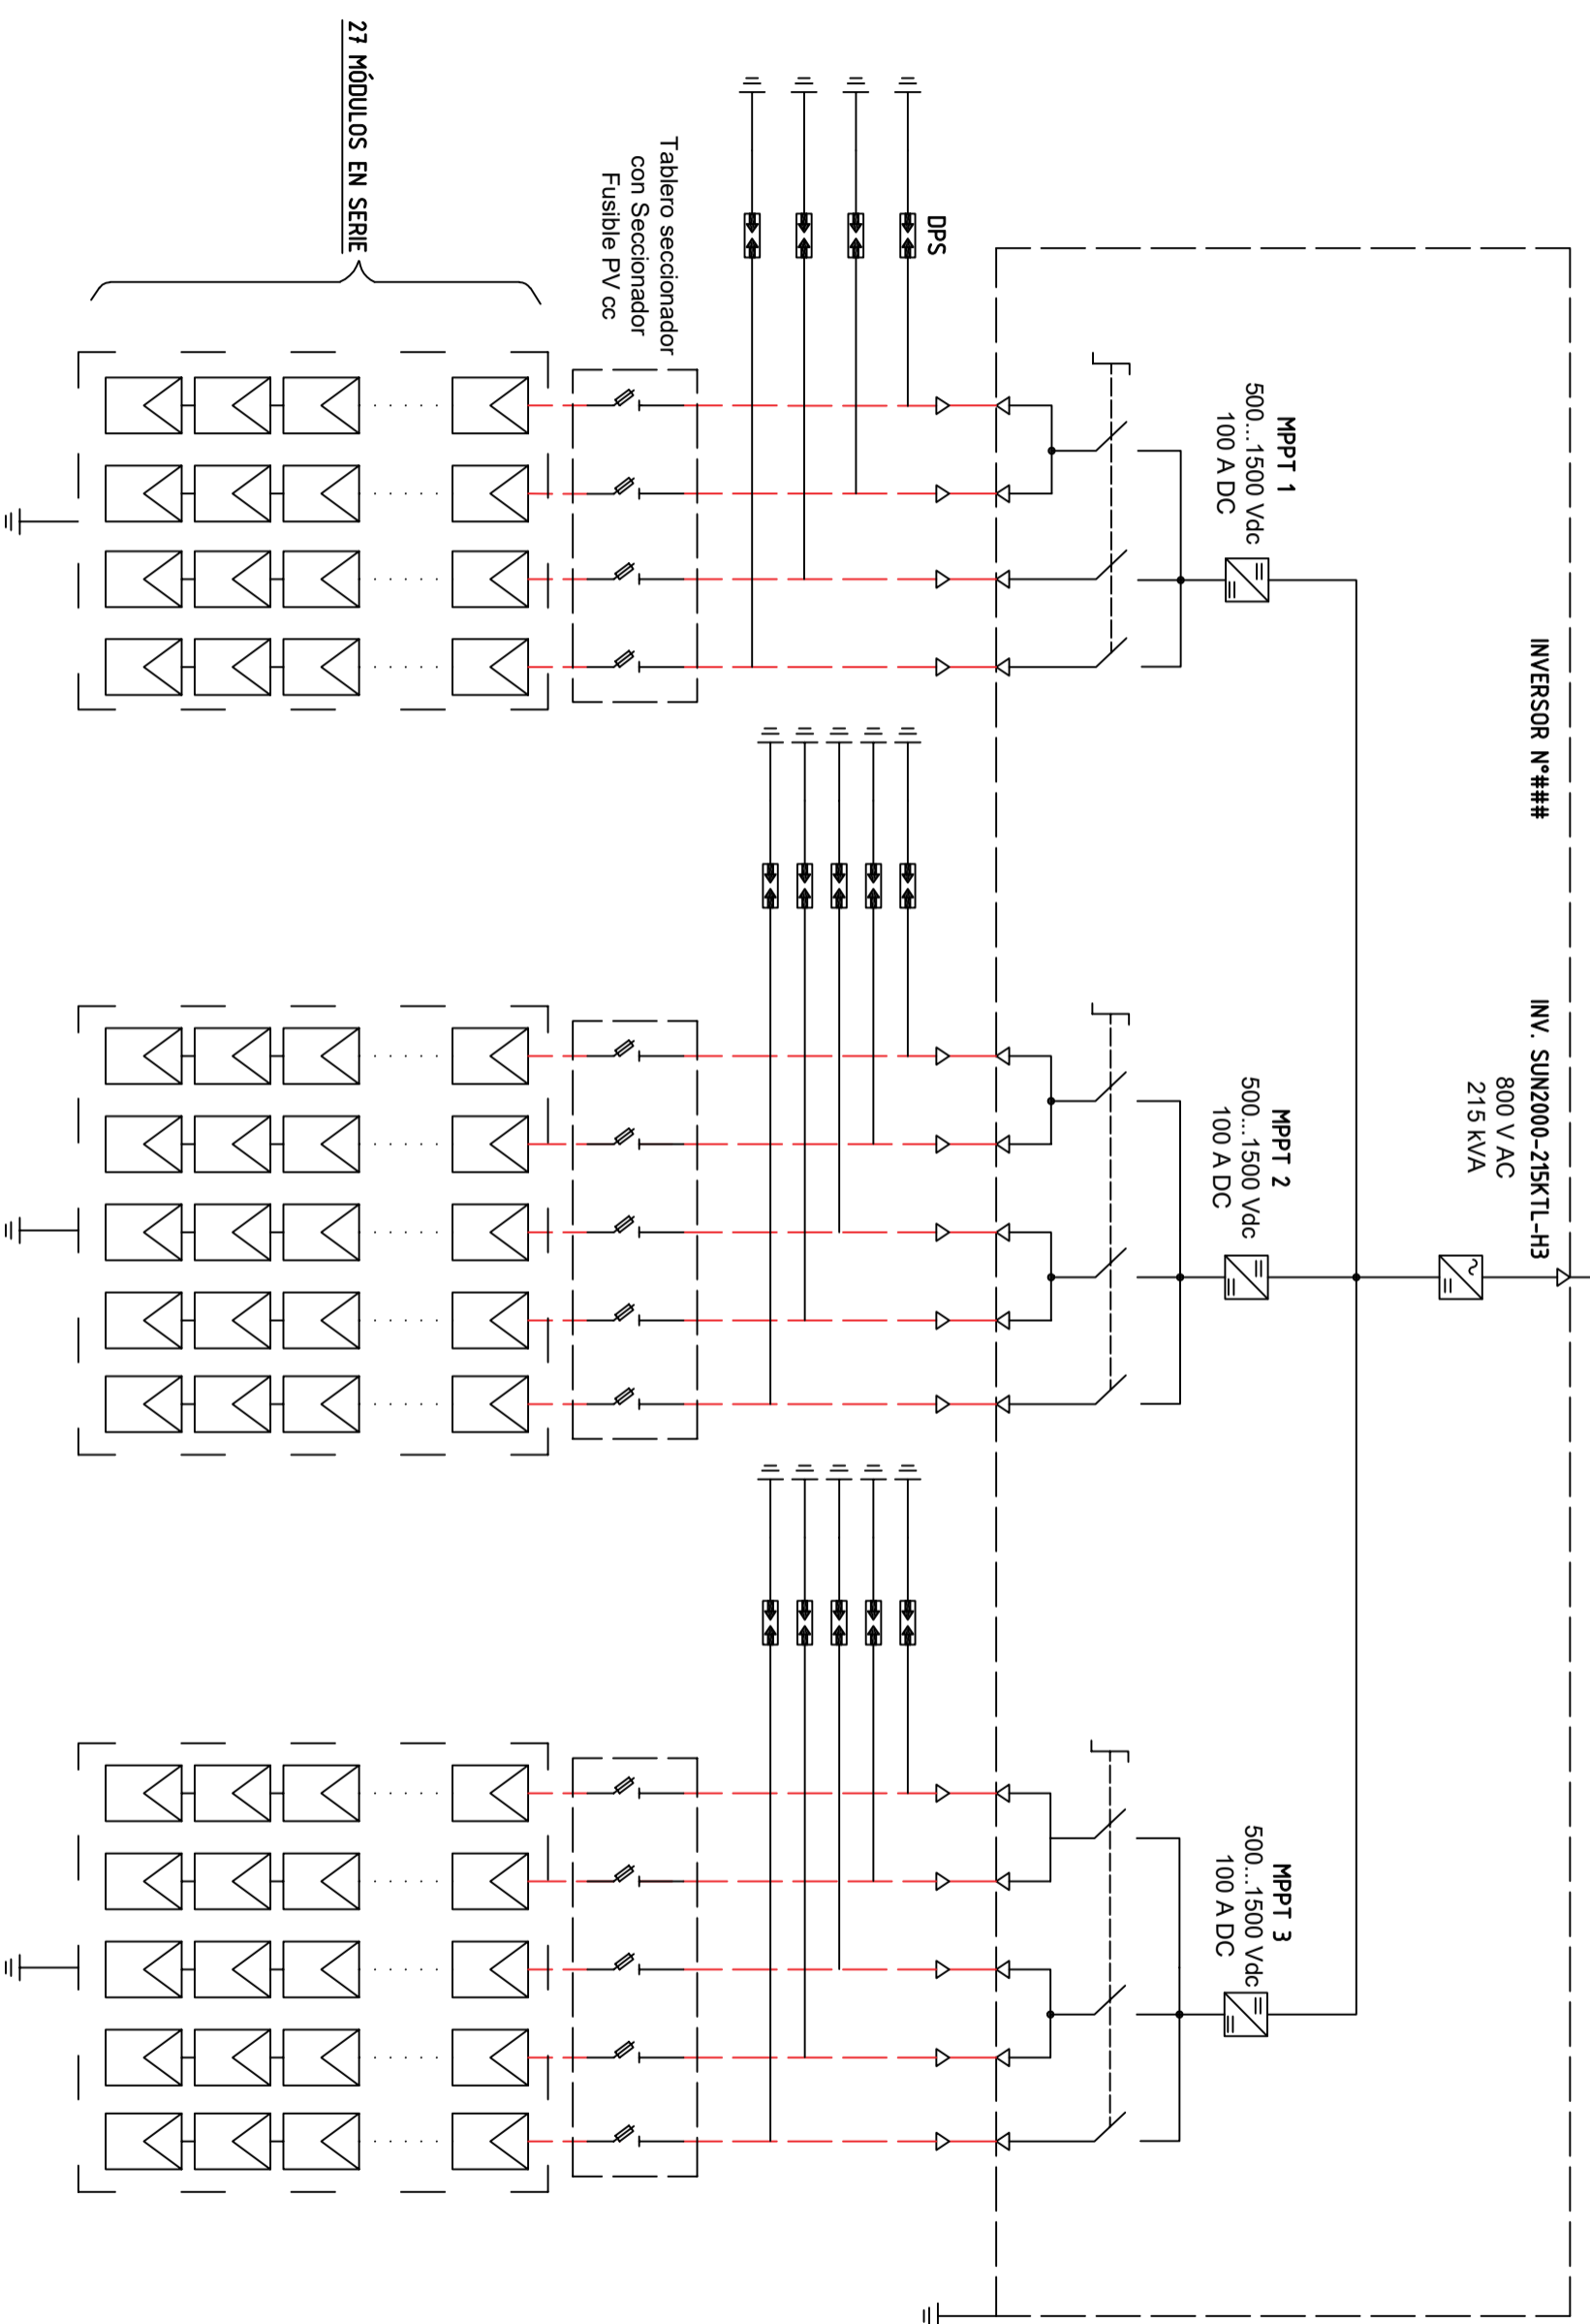 INVERSOR N°###
INV. SUN2000-215KTL-H3
800 V AC
215 kVA
MPPT 1
500...1500 Vdc
100 A DC
MPPT 2
500...1500 Vdc
100 A DC
MPPT 3
500...1500 Vdc
100 A DC
DPS
Tablero seccionador
con Seccionador
Fusible PV cc
27 MÓDULOS EN SERIE